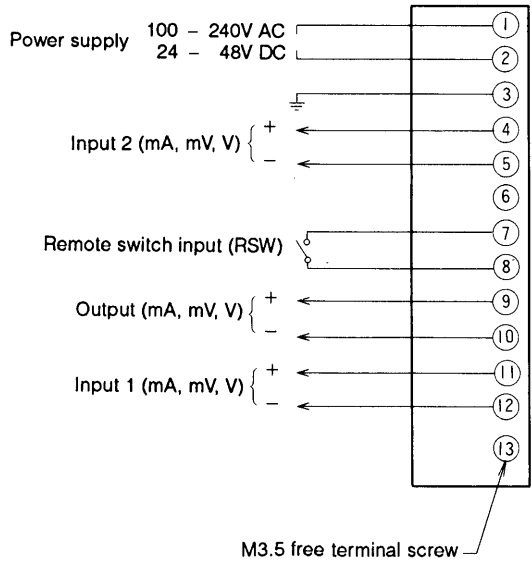 Power supply 100 – 240V AC
24 – 48V DC
1
2
3
Input 2 (mA, mV, V) + 4
– 5
6
Remote switch input (RSW) 7
8
Output (mA, mV, V) + 9
– 10
Input 1 (mA, mV, V) + 11
– 12
13
M3.5 free terminal screw